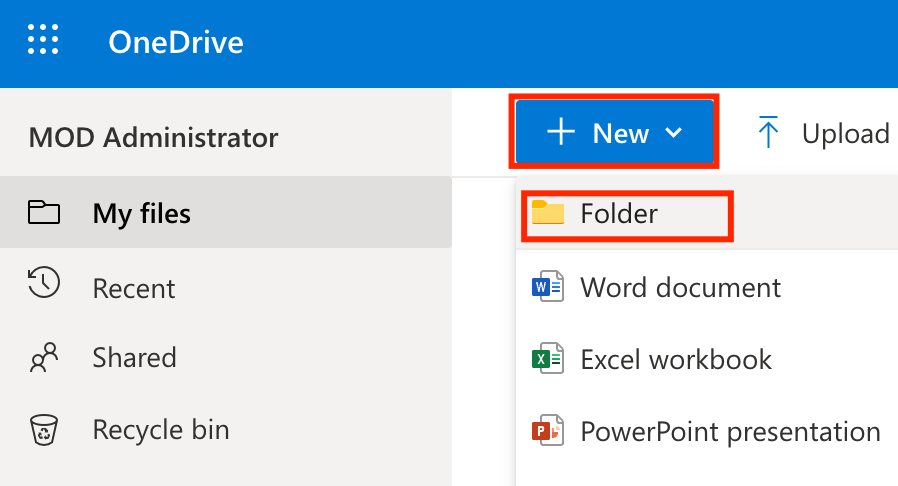 OneDrive
MOD Administrator
My files
Recent
Shared
Recycle bin
New
Upload
Folder
Word document
Excel workbook
PowerPoint presentation